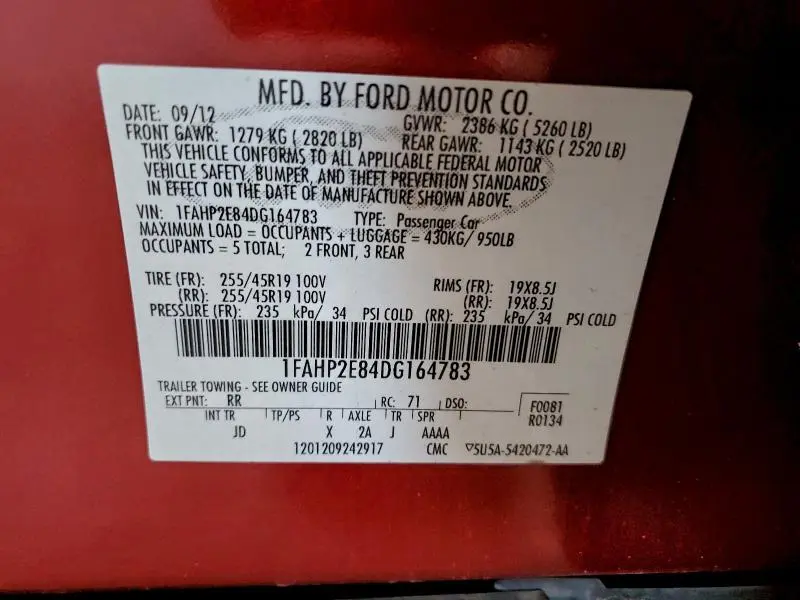 MFD. BY FORD MOTOR CO.
DATE: 09/12 GVWR: 2386 KG ( 5260 LB)
FRONT GAWR: 1279 KG ( 2820 LB) REAR GAWR: 1143 KG ( 2520 LB)
THIS VEHICLE CONFORMS TO ALL APPLICABLE FEDERAL MOTOR
VEHICLE SAFETY, BUMPER, AND THEFT PREVENTION STANDARDS
IN EFFECT ON THE DATE OF MANUFACTURE SHOWN ABOVE.
VIN: 1FAHP2E84DG164783 TYPE: Passenger Car
MAXIMUM LOAD = OCCUPANTS + LUGGAGE = 430KG/ 950LB
OCCUPANTS = 5 TOTAL; 2 FRONT, 3 REAR
TIRE (FR): 255/45R19 100V RIMS (FR): 19X8.5J
(RR): 255/45R19 100V (RR): 19X8.5J
PRESSURE (FR): 235 kPa/ 34 PSI COLD (RR): 235 kPa/ 34 PSI COLD
1FAHP2E84DG164783
TRAILER TOWING - SEE OWNER GUIDE
EXT PNT: RR RC: 71 DSO: F0081
R0134
INT TR TP/PS R AXLE TR SPR
JD X 2A J AAAA
1201209242917 CMC 5U5A-5420472-AA